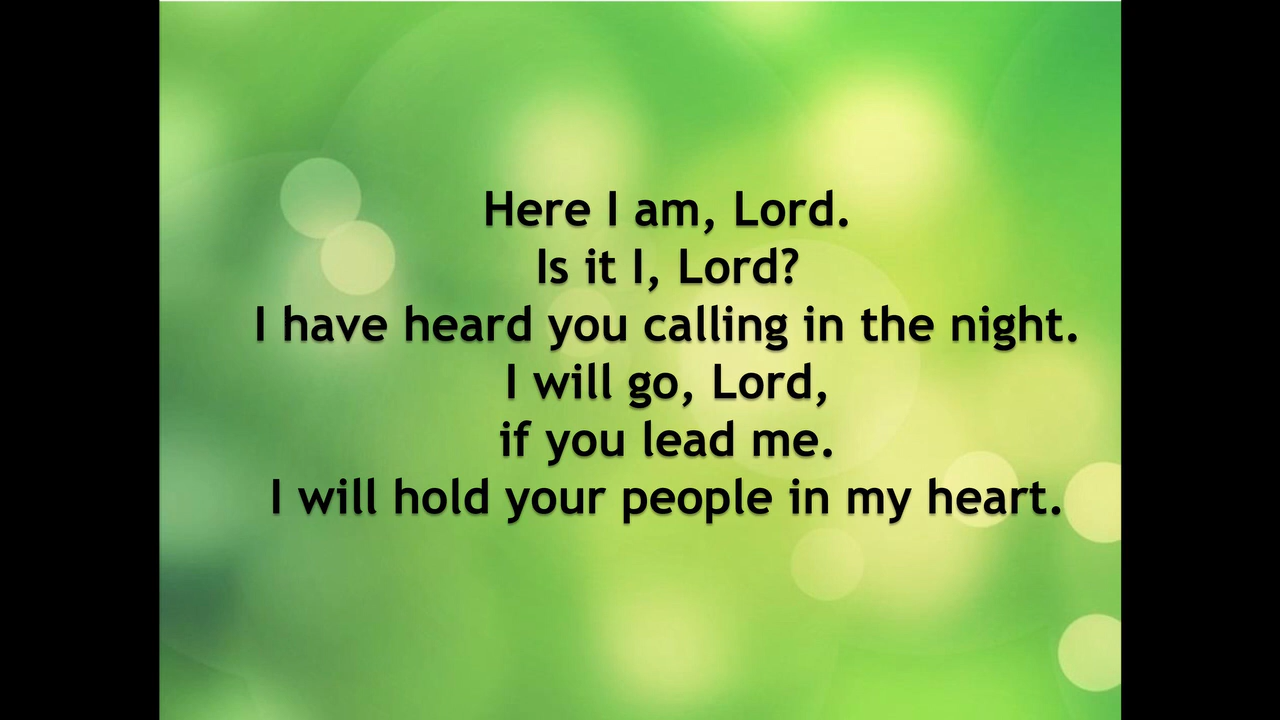 Here I am, Lord.
Is it I, Lord?
I have heard you calling in the night.
I will go, Lord,
if you lead me.
I will hold your people in my heart.